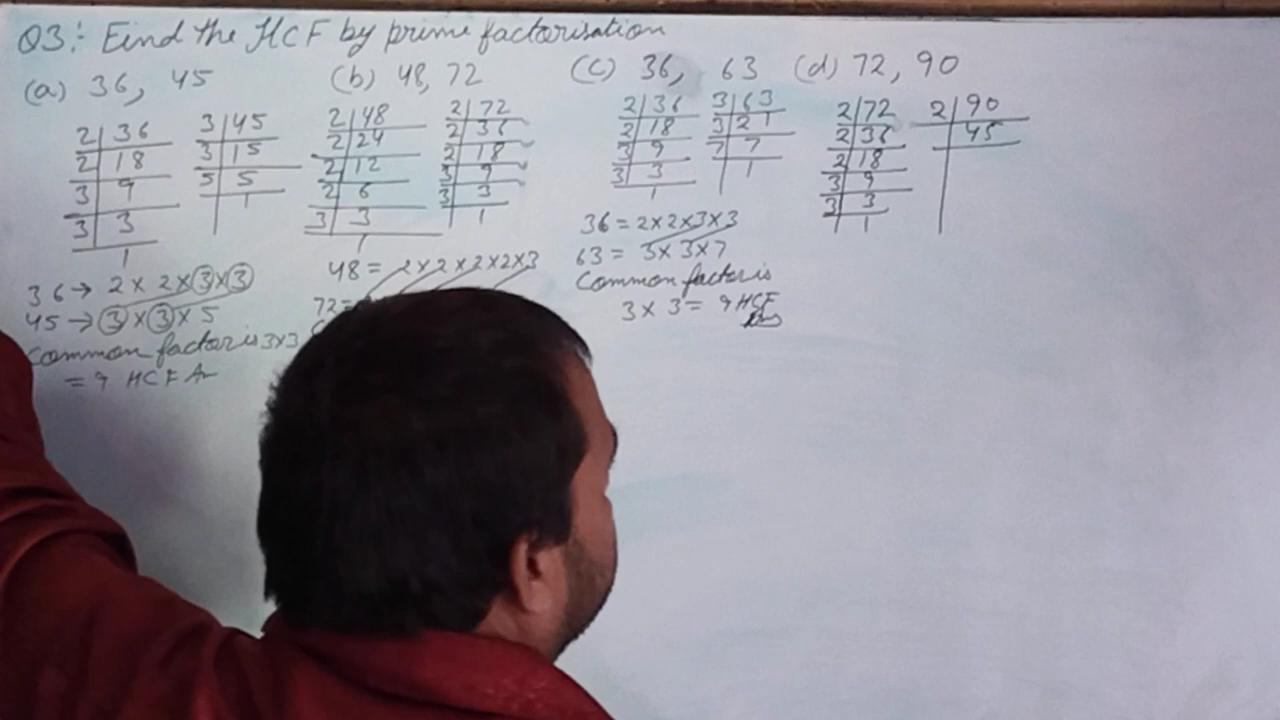 Q3:- Find the HCF by prime factorisation
(a) 36, 45
2|36
2|18
3|9
3|3
1
3|45
3|15
5|5
1
36 → 2 × 2 × 3 × 3
45 → 3 × 3 × 5
Common factor is 3×3
= 9 HCF
(b) 48, 72
2|48
2|24
2|12
2|6
3|3
1
2|72
2|36
2|18
3|9
3|3
1
48 = 2×2×2×2×3
72=
(c) 36, 63
2|36
2|18
3|9
3|3
1
3|63
3|21
7|7
1
36 = 2×2×3×3
63 = 3×3×7
Common factor is
3 × 3 = 9 HCF
Ans
(d) 72, 90
2|72
2|36
2|18
3|9
3|3
1
2|90
45